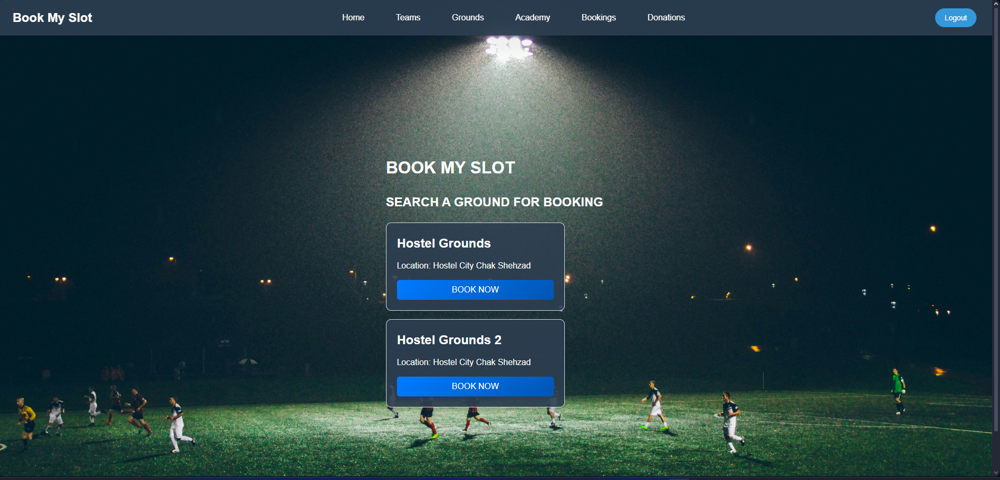 Book My Slot
Home
Teams
Grounds
Academy
Bookings
Donations
Logout
BOOK MY SLOT
SEARCH A GROUND FOR BOOKING
Hostel Grounds
Location: Hostel City Chak Shehzad
BOOK NOW
Hostel Grounds 2
Location: Hostel City Chak Shehzad
BOOK NOW